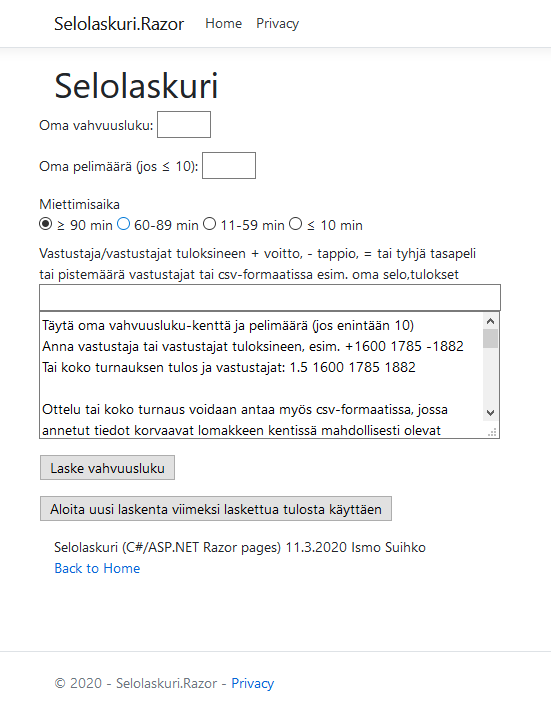 Selolaskuri.Razor Home Privacy
Selolaskuri
Oma vahvuusluku:
Oma pelimäärä (jos ≤ 10):
Miettimisaika
≥ 90 min 60-89 min 11-59 min ≤ 10 min
Vastustaja/vastustajat tuloksineen + voitto, - tappio, = tai tyhjä tasapeli
tai pistemäärä vastustajat tai csv-formaatissa esim. oma selo,tulokset
Täytä oma vahvuusluku-kenttä ja pelimäärä (jos enintään 10)
Anna vastustaja tai vastustajat tuloksineen, esim. +1600 1785 -1882
Tai koko turnauksen tulos ja vastustajat: 1.5 1600 1785 1882
Ottelu tai koko turnaus voidaan antaa myös csv-formaatissa, jossa
annetut tiedot korvaavat lomakkeen kentissä mahdollisesti olevat
Laske vahvuusluku
Aloita uusi laskenta viimeksi laskettua tulosta käyttäen
Selolaskuri (C#/ASP.NET Razor pages) 11.3.2020 Ismo Suihko
Back to Home
© 2020 - Selolaskuri.Razor - Privacy